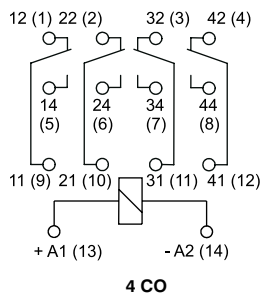 12 (1) 22 (2) 32 (3) 42 (4)
14 24 34 44
(5) (6) (7) (8)
11 (9) 21 (10) 31 (11) 41 (12)
+ A1 (13) - A2 (14)
4 CO